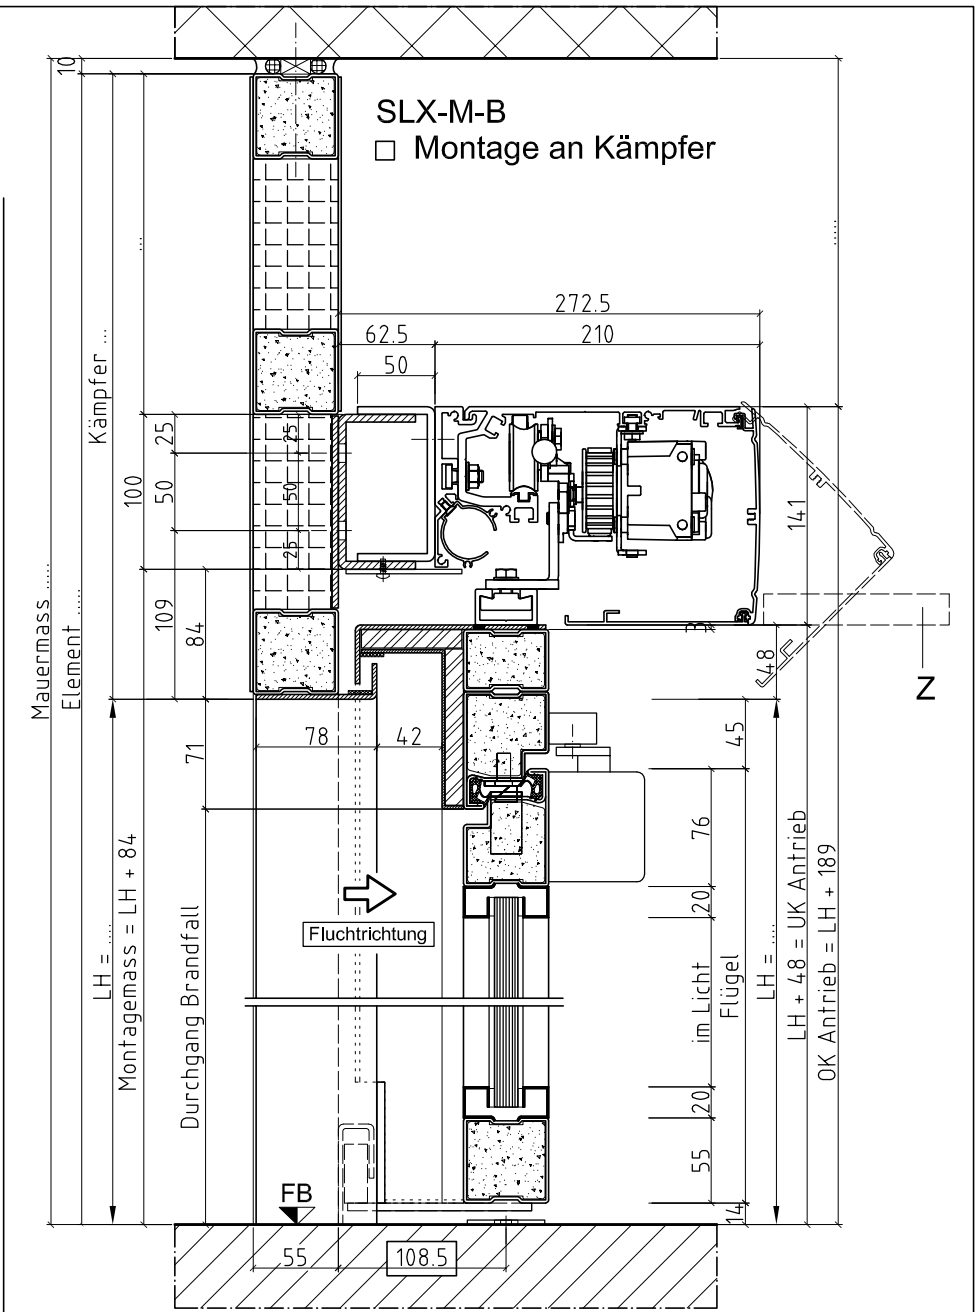 10
SLX-M-B
□ Montage an Kämpfer
...
.....
272.5
62.5
210
50
Kämpfer ...
25
25
100
50
50
25
141
109
84
3
48
Mauermass .....
Element .....
Z
78
42
45
71
76
20
LH = ....
Montagemass = LH + 84
Durchgang Brandfall
Fluchtrichtung
im Licht
Flügel
LH = ....
LH + 48 = UK Antrieb
OK Antrieb = LH + 189
20
55
14
FB
55
108.5